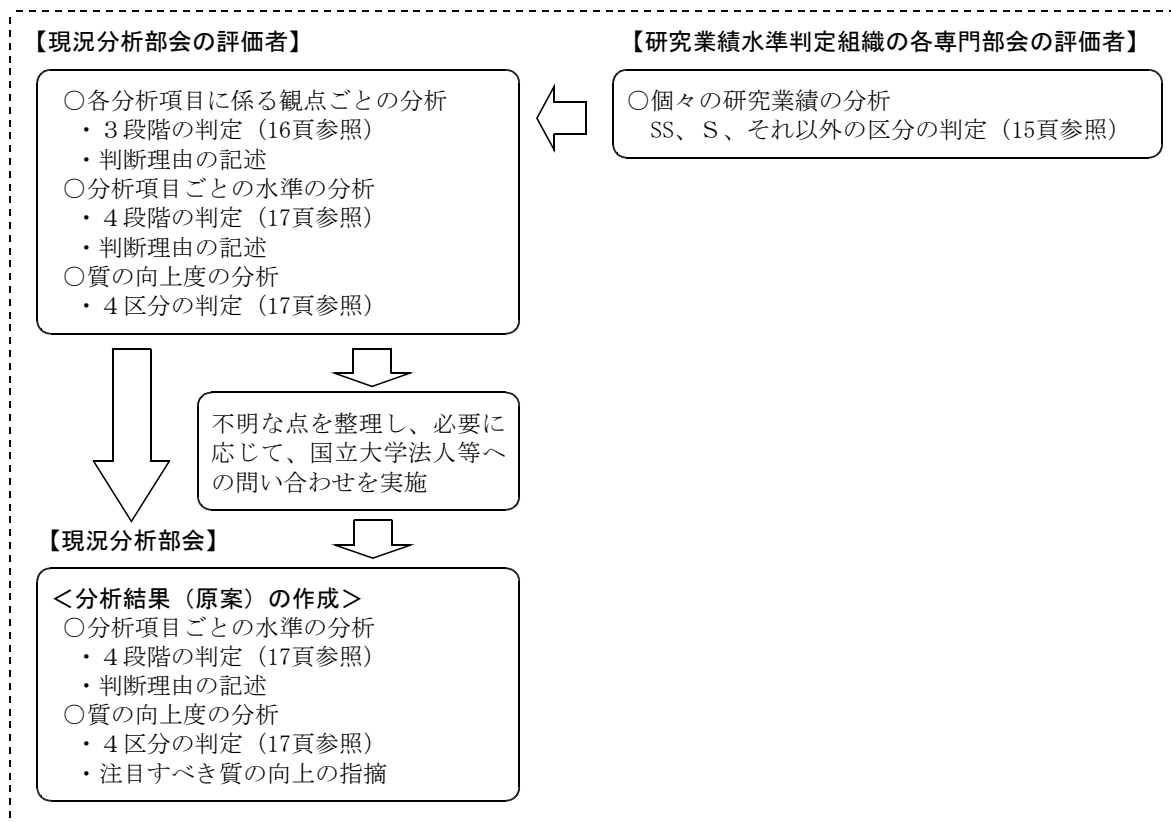 【現況分析部会の評価者】
○各分析項目に係る観点ごとの分析
・３段階の判定（16頁参照）
・判断理由の記述
○分析項目ごとの水準の分析
・４段階の判定（17頁参照）
・判断理由の記述
○質の向上度の分析
・４区分の判定（17頁参照）
【研究業績水準判定組織の各専門部会の評価者】
○個々の研究業績の分析
SS、Ｓ、それ以外の区分の判定（15頁参照）
不明な点を整理し、必要に
応じて、国立大学法人等へ
の問い合わせを実施
【現況分析部会】
＜分析結果（原案）の作成＞
○分析項目ごとの水準の分析
・４段階の判定（17頁参照）
・判断理由の記述
○質の向上度の分析
・４区分の判定（17頁参照）
・注目すべき質の向上の指摘